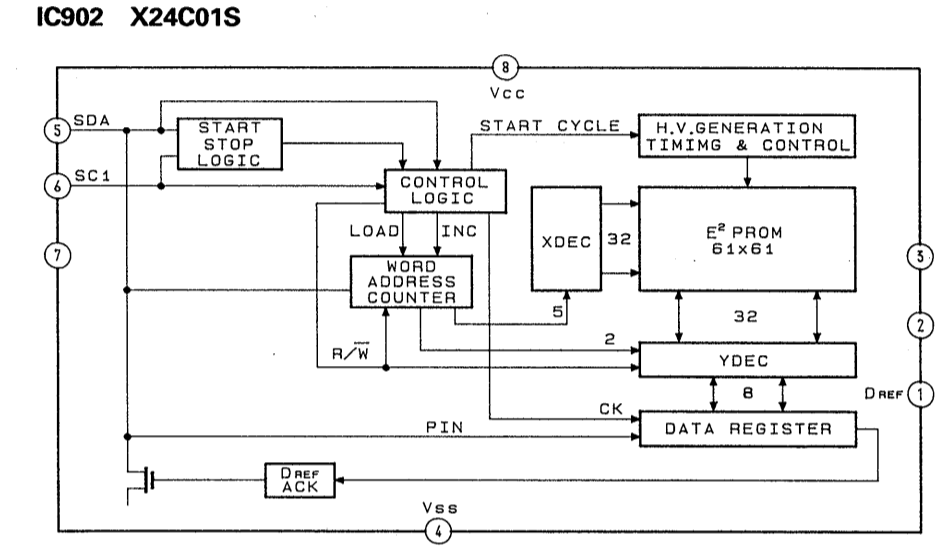 IC902 X24C01S
8
Vcc
5
SDA
START
STOP
LOGIC
START CYCLE
H.V.GENERATION
TIMIMG & CONTROL
6
SC1
CONTROL
LOGIC
7
LOAD
INC
XDEC
32
E² PROM
61x61
3
WORD
ADDRESS
COUNTER
5
32
2
2
R/W̅
YDEC
8
DREF
1
CK
PIN
DATA REGISTER
DREF
ACK
Vss
4